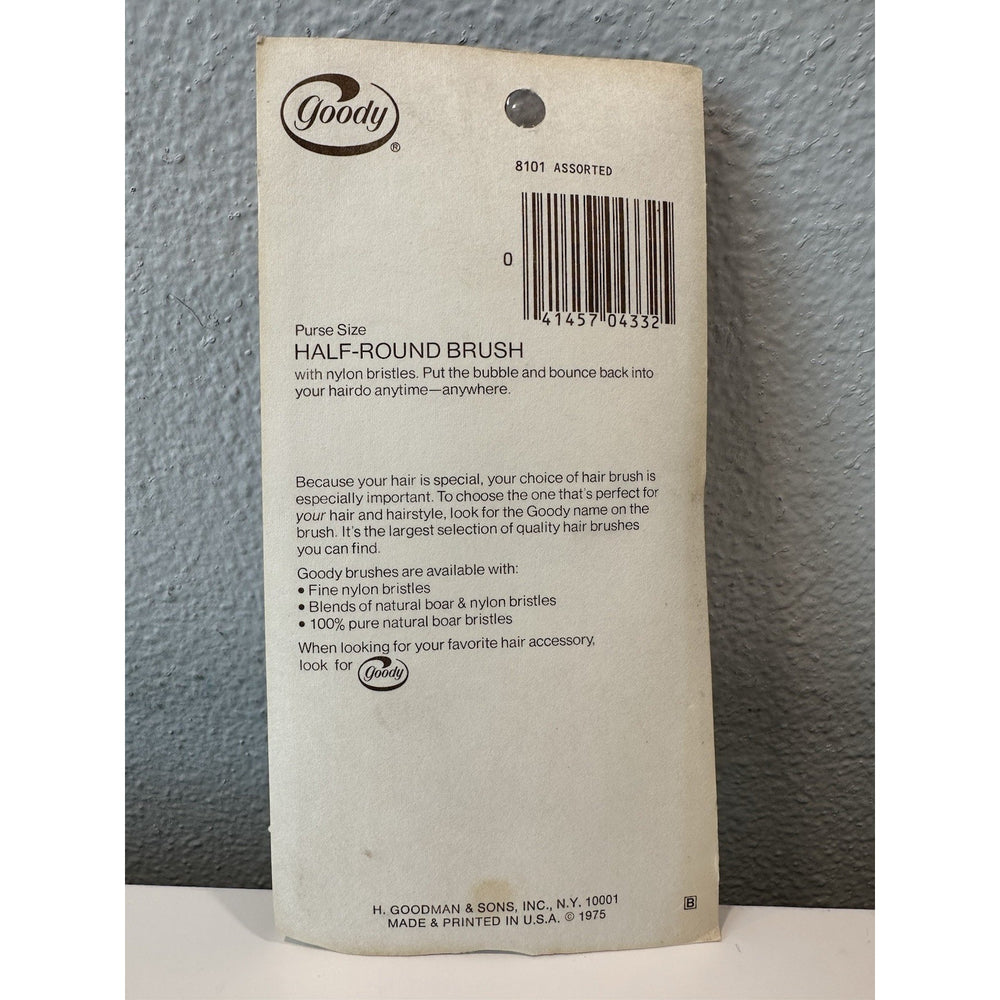 goody®
8101 ASSORTED
0
41457 04332
Purse Size
HALF-ROUND BRUSH
with nylon bristles. Put the bubble and bounce back into
your hairdo anytime—anywhere.
Because your hair is special, your choice of hair brush is
especially important. To choose the one that's perfect for
your hair and hairstyle, look for the Goody name on the
brush. It's the largest selection of quality hair brushes
you can find.
Goody brushes are available with:
• Fine nylon bristles
• Blends of natural boar & nylon bristles
• 100% pure natural boar bristles
When looking for your favorite hair accessory,
look for goody
H. GOODMAN & SONS, INC., N.Y. 10001
MADE & PRINTED IN U.S.A. © 1975
B